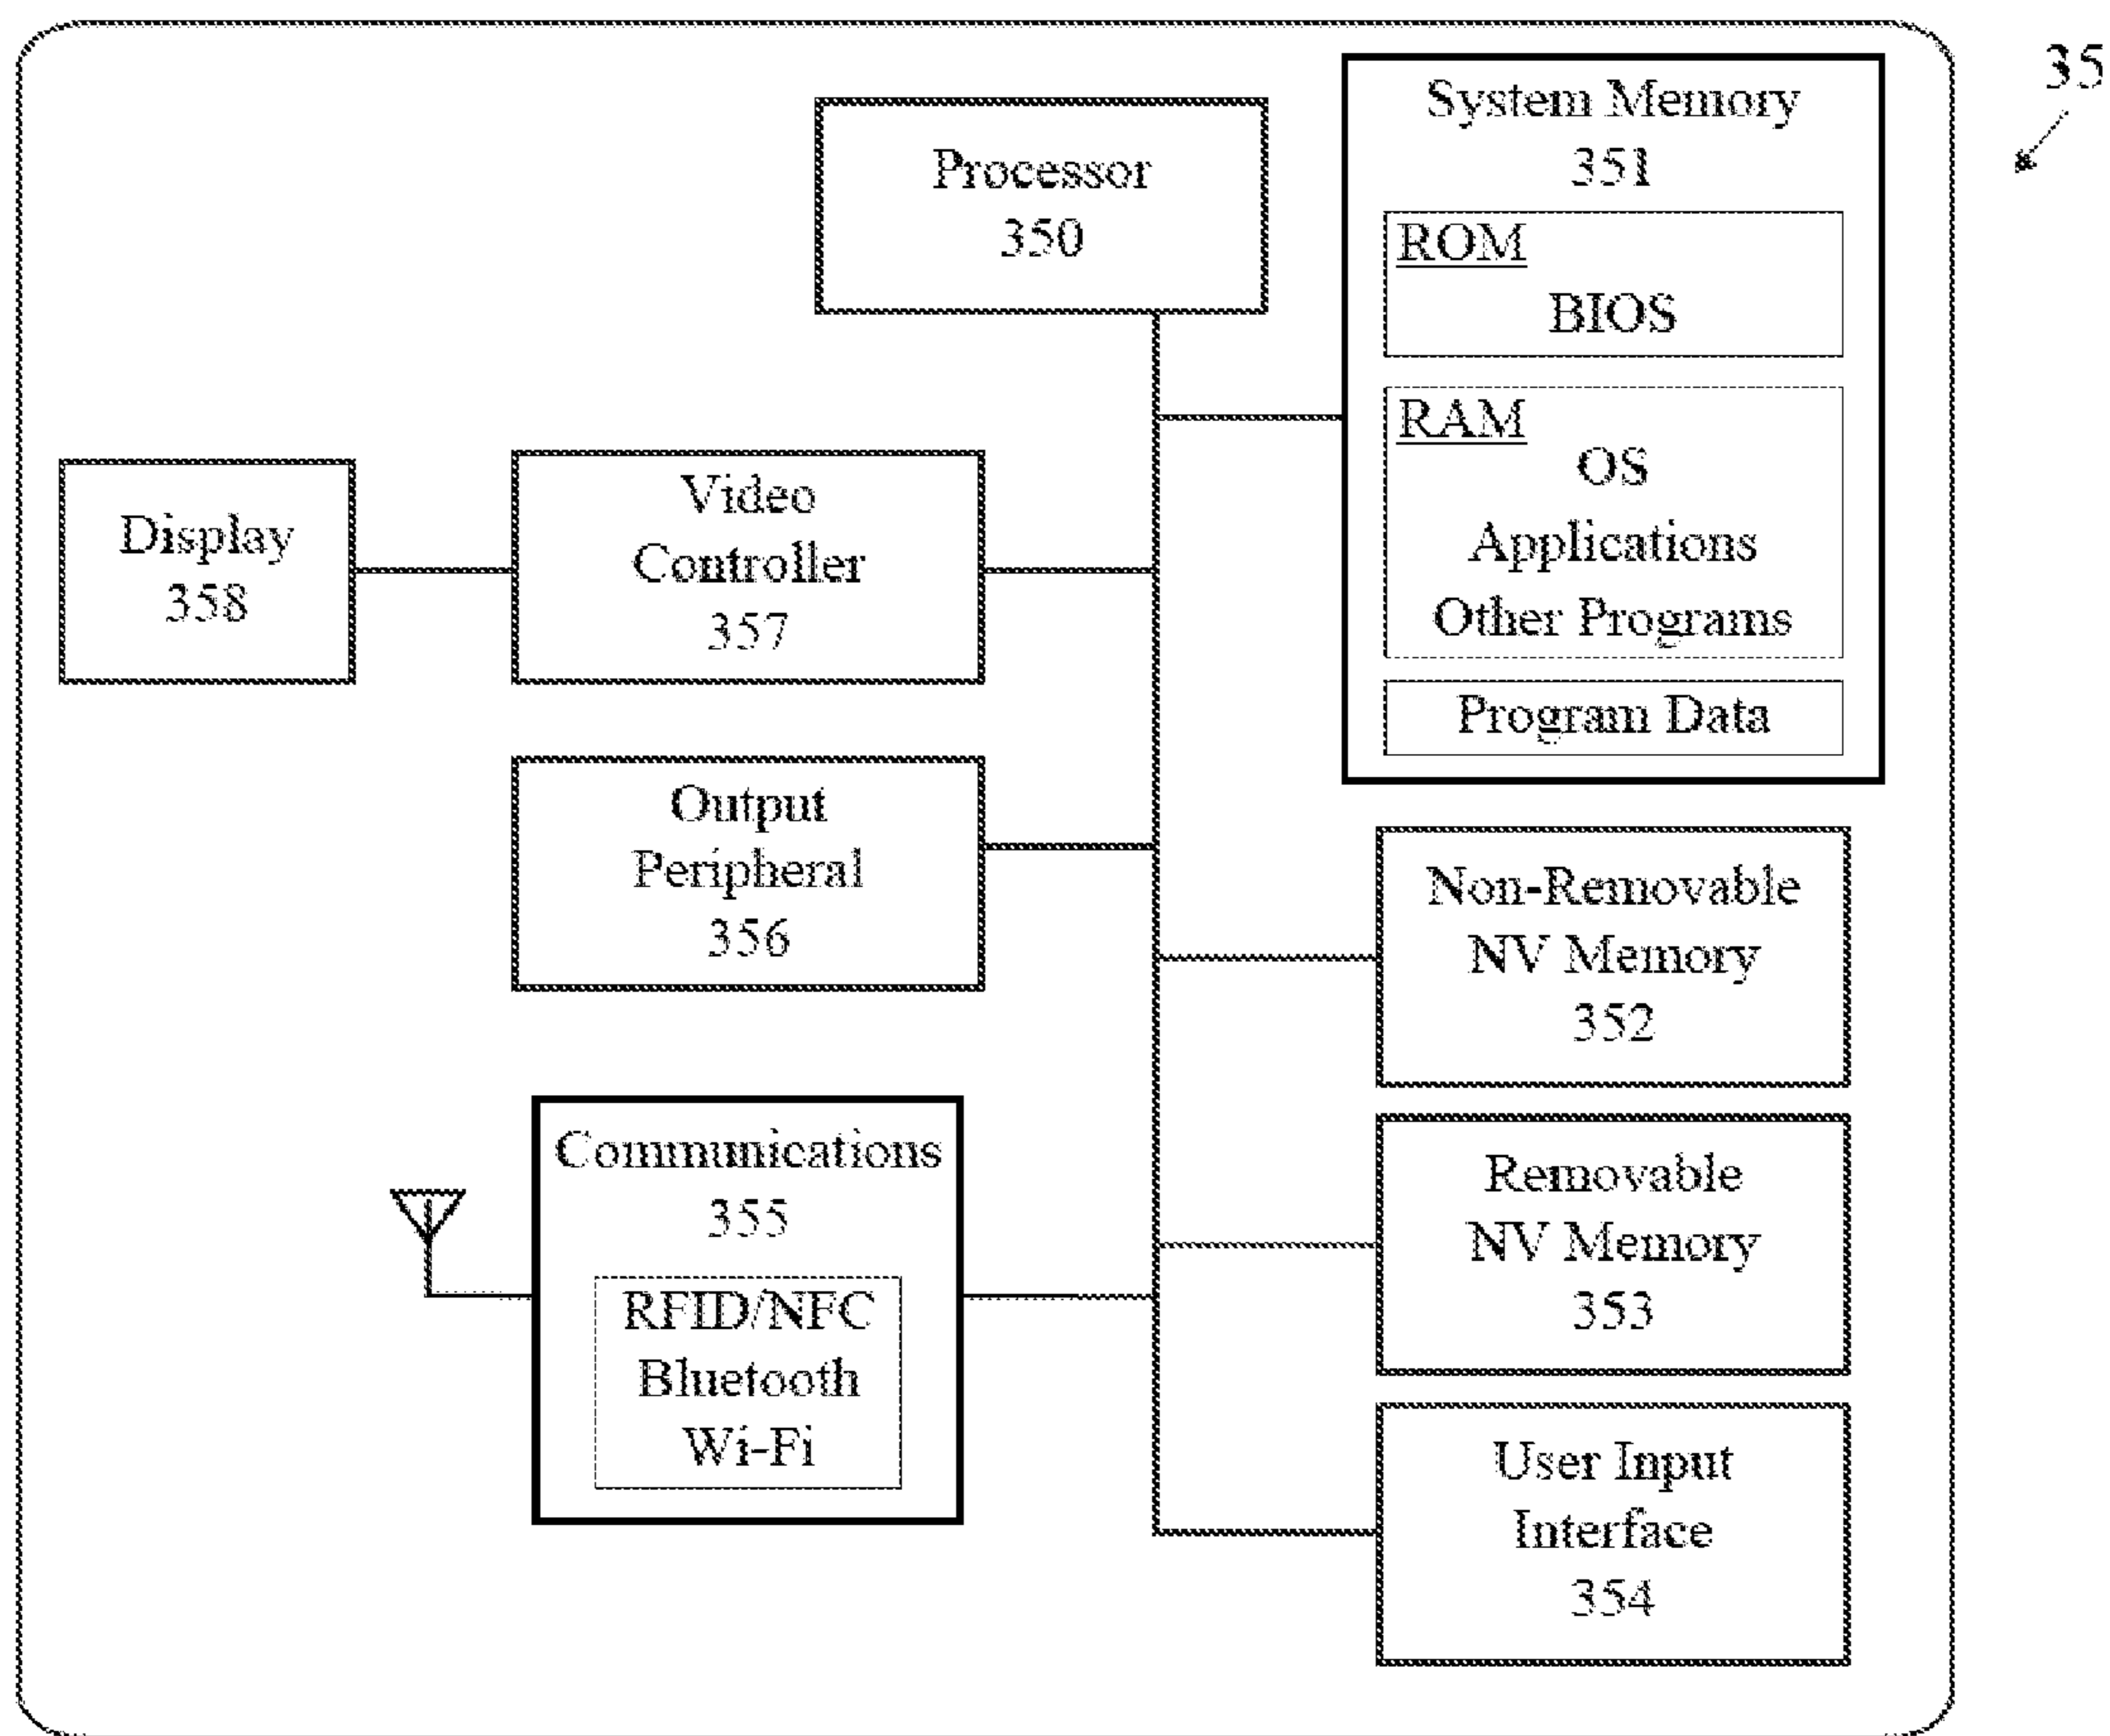 35
Processor
350
System Memory
351
ROM
BIOS
RAM
OS
Applications
Other Programs
Program Data
Display
358
Video
Controller
357
Output
Peripheral
356
Non-Removable
NV Memory
352
Communications
355
RFID/NFC
Bluetooth
Wi-Fi
Removable
NV Memory
353
User Input
Interface
354